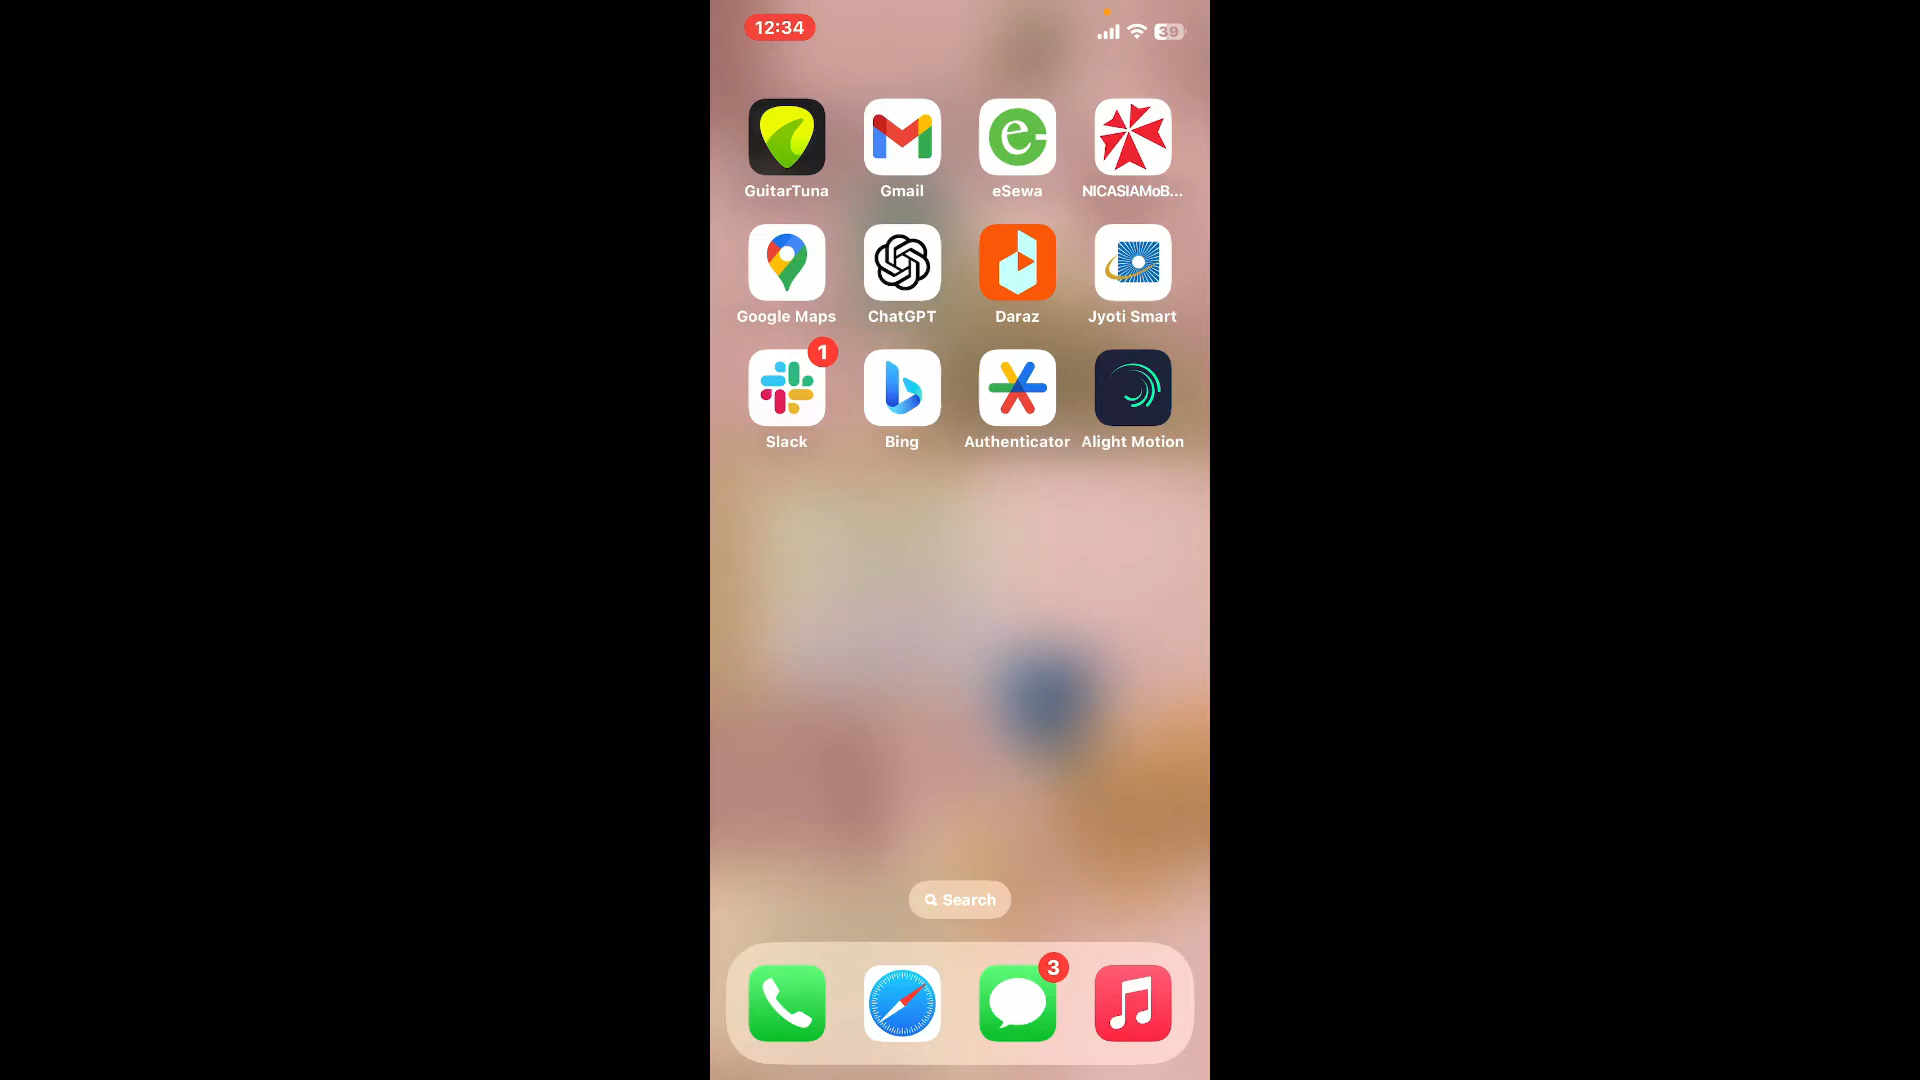 12:34
39
GuitarTuna
Gmail
eSewa
NICASIAMoB...
Google Maps
ChatGPT
Daraz
Jyoti Smart
1
Slack
Bing
Authenticator
Alight Motion
Search
3